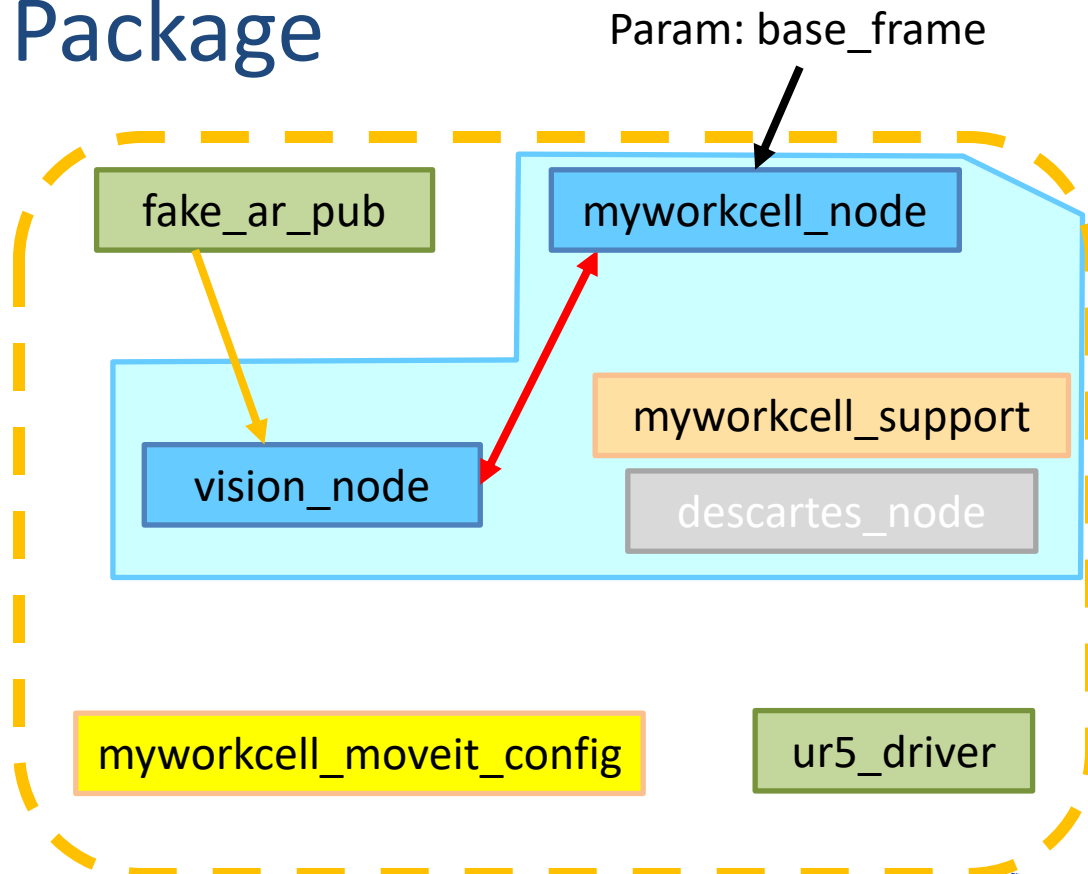 Package
Param: base_frame
fake_ar_pub
myworkcell_node
myworkcell_support
vision_node
descartes_node
myworkcell_moveit_config
ur5_driver